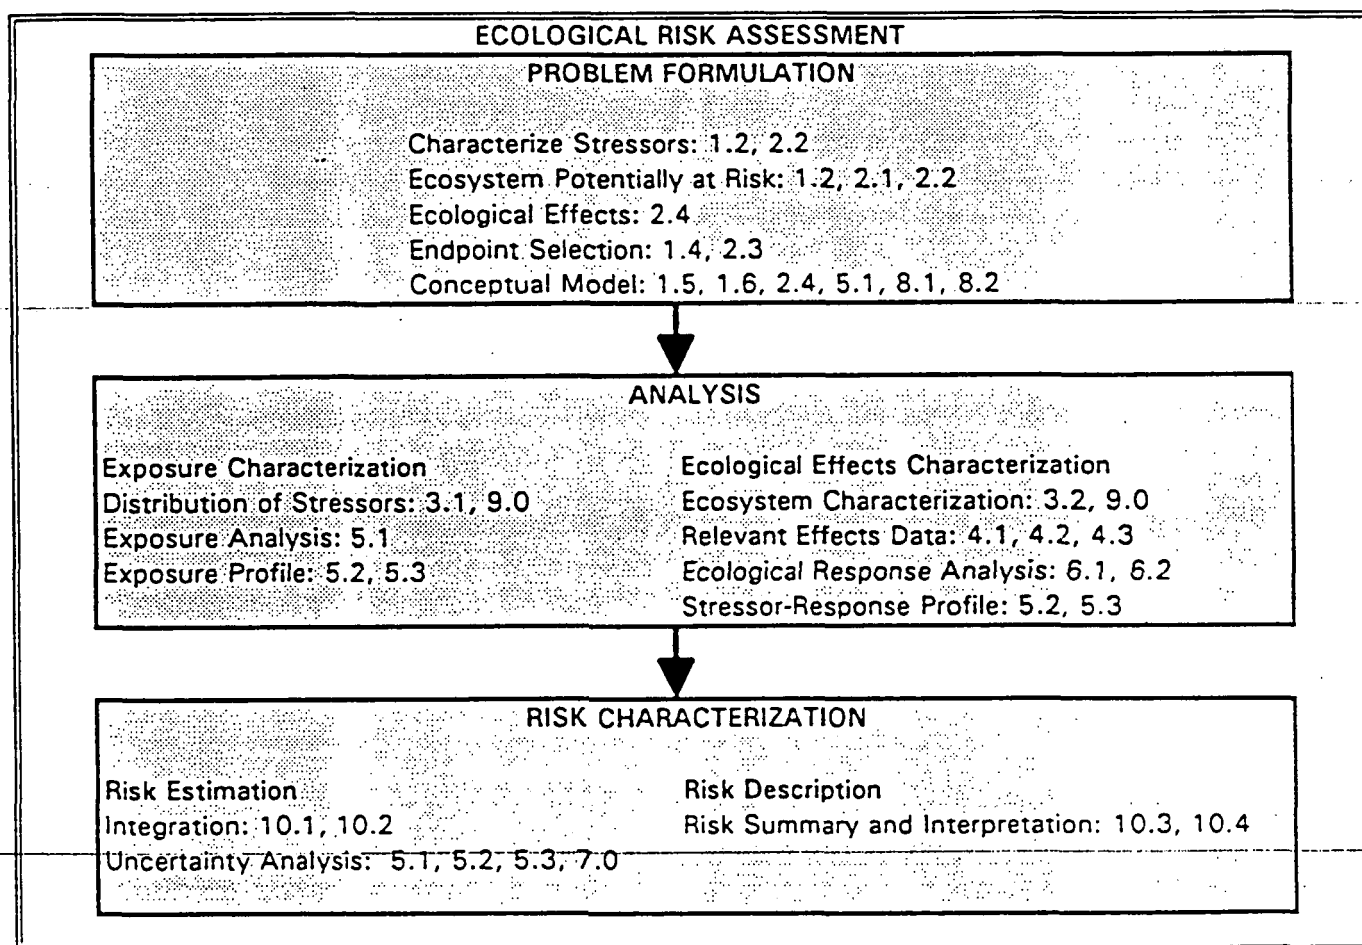 ECOLOGICAL RISK ASSESSMENT
PROBLEM FORMULATION
Characterize Stressors: 1.2, 2.2
Ecosystem Potentially at Risk: 1.2, 2.1, 2.2
Ecological Effects: 2.4
Endpoint Selection: 1.4, 2.3
Conceptual Model: 1.5, 1.6, 2.4, 5.1, 8.1, 8.2
ANALYSIS
Exposure Characterization
Distribution of Stressors: 3.1, 9.0
Exposure Analysis: 5.1
Exposure Profile: 5.2, 5.3
Ecological Effects Characterization
Ecosystem Characterization: 3.2, 9.0
Relevant Effects Data: 4.1, 4.2, 4.3
Ecological Response Analysis: 6.1, 6.2
Stressor-Response Profile: 5.2, 5.3
RISK CHARACTERIZATION
Risk Estimation
Integration: 10.1, 10.2
Uncertainty Analysis: 5.1, 5.2, 5.3, 7.0
Risk Description
Risk Summary and Interpretation: 10.3, 10.4